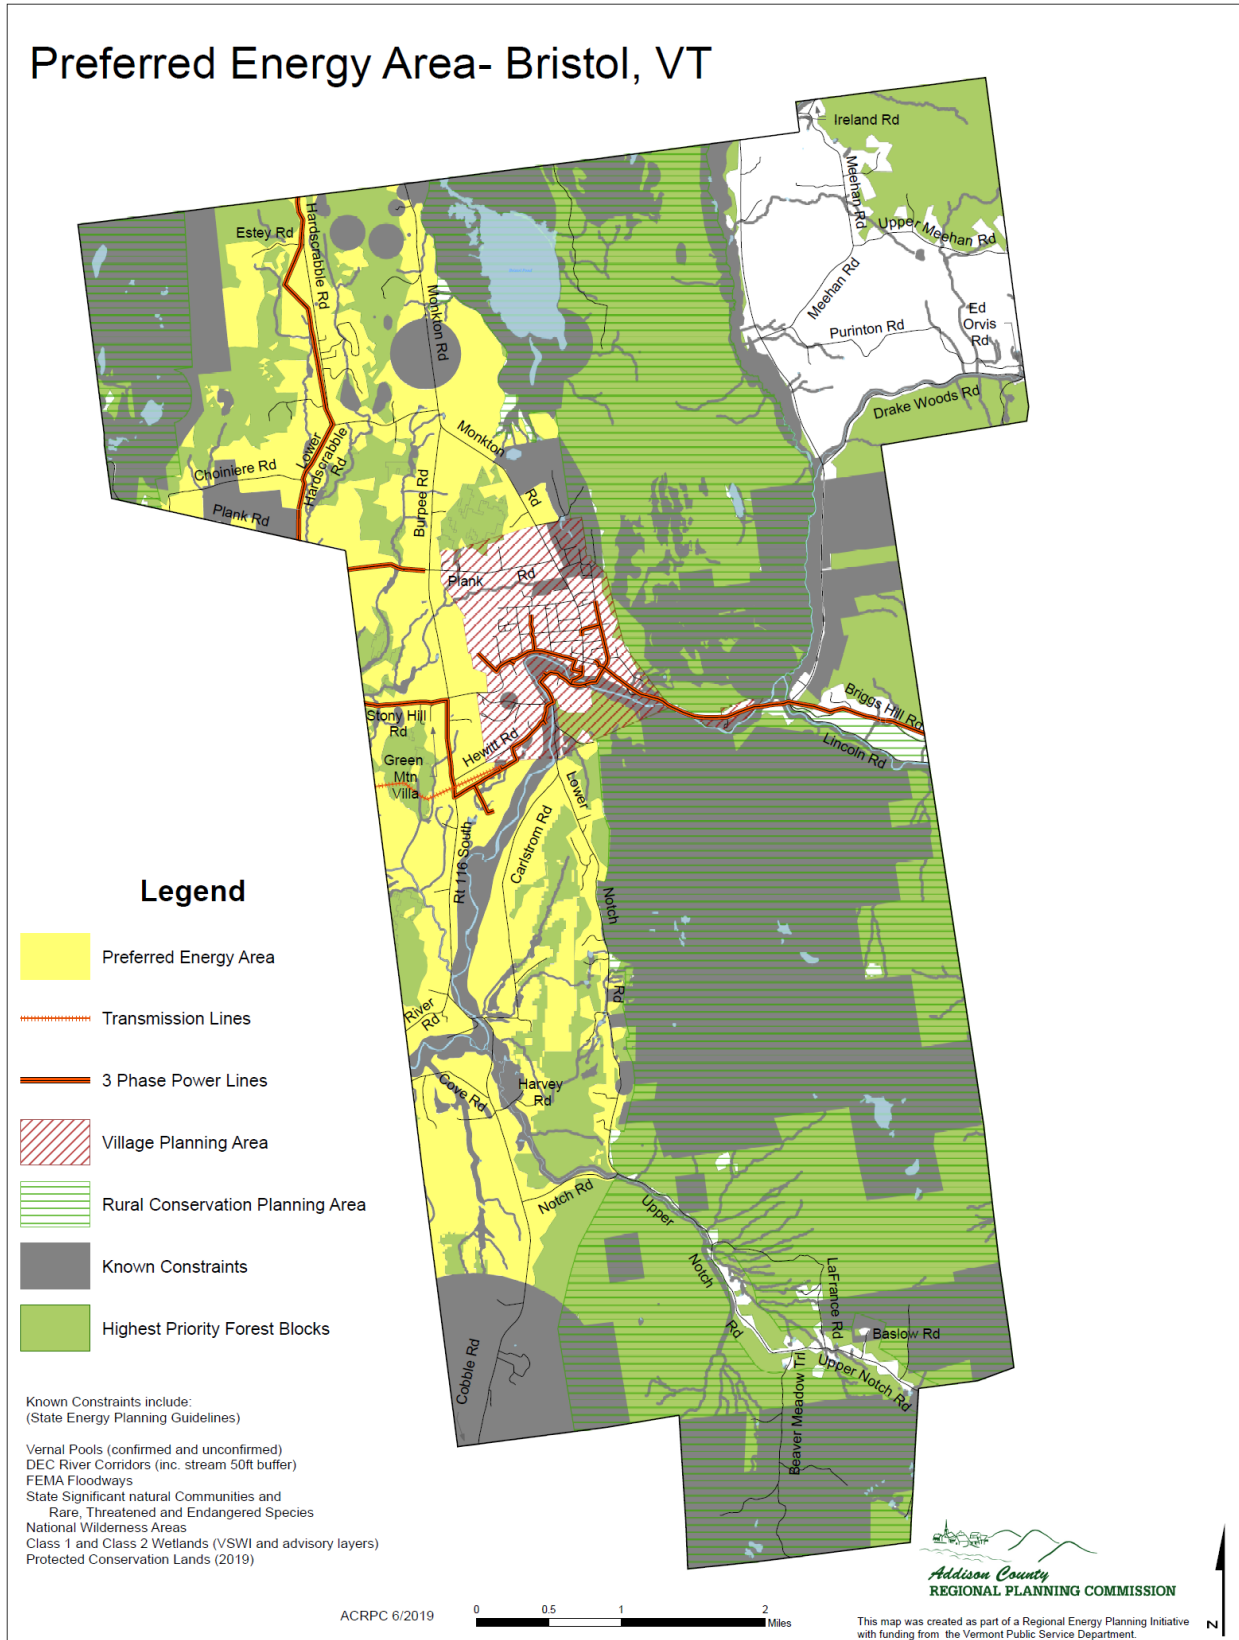 Preferred Energy Area- Bristol, VT
Ireland Rd
Meehan Rd
Upper Meehan Rd
Estey Rd
Hardscrabble Rd
Meehan Rd
Monkton Rd
Ed
Orvis
Rd
Purinton Rd
Drake Woods Rd
Monkton
Rd
Lower
Hardscrabble
Rd
Choiniere Rd
Burpee Rd
Plank Rd
Plank
Rd
Briggs Hill Rd
Stony Hill
Rd
Lincoln Rd
Hewitt Rd
Green
Mtn
Villa
Lower
Carlstrom Rd
Rt 116 South
Notch
Rd
River
Rd
Cove Rd
Harvey
Rd
Notch Rd
Upper
Notch
Rd
LaFrance Rd
Baslow Rd
Upper Notch Rd
Beaver Meadow Trl
Cobble Rd
Legend
Preferred Energy Area
Transmission Lines
3 Phase Power Lines
Village Planning Area
Rural Conservation Planning Area
Known Constraints
Highest Priority Forest Blocks
Known Constraints include:
(State Energy Planning Guidelines)
Vernal Pools (confirmed and unconfirmed)
DEC River Corridors (inc. stream 50ft buffer)
FEMA Floodways
State Significant natural Communities and
Rare, Threatened and Endangered Species
National Wilderness Areas
Class 1 and Class 2 Wetlands (VSWI and advisory layers)
Protected Conservation Lands (2019)
ACRPC 6/2019
0 0.5 1 2
Miles
Addison County
REGIONAL PLANNING COMMISSION
This map was created as part of a Regional Energy Planning Initiative
with funding from the Vermont Public Service Department.
N